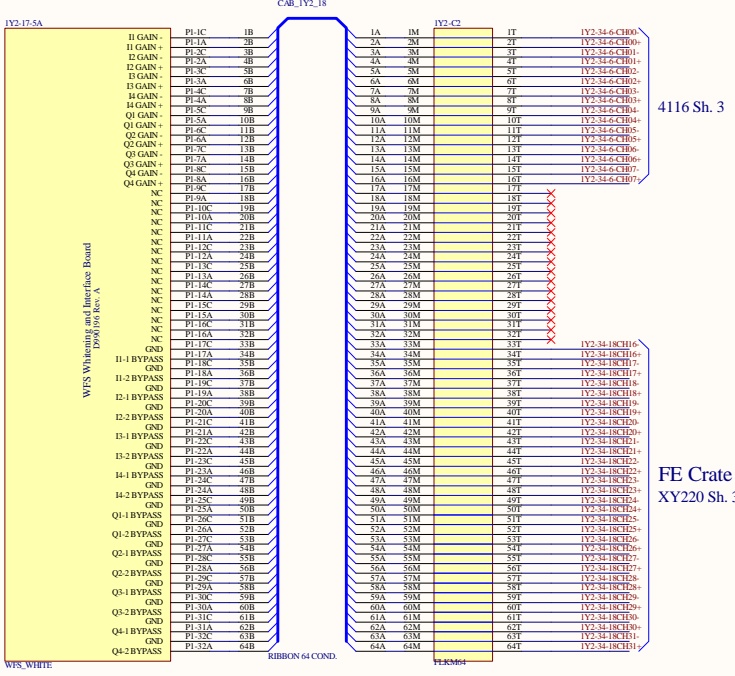 CAB_1Y2_18
1Y2-17-5A 1Y2-C2
I1 GAIN - P1-1C 1B 1A 1M 1T 1Y2-34-6-CH00-
I1 GAIN + P1-1A 2B 2A 2M 2T 1Y2-34-6-CH00+
I2 GAIN - P1-2C 3B 3A 3M 3T 1Y2-34-6-CH01-
I2 GAIN + P1-2A 4B 4A 4M 4T 1Y2-34-6-CH01+
I3 GAIN - P1-3C 5B 5A 5M 5T 1Y2-34-6-CH02-
I3 GAIN + P1-3A 6B 6A 6M 6T 1Y2-34-6-CH02+
I4 GAIN - P1-4C 7B 7A 7M 7T 1Y2-34-6-CH03-
I4 GAIN + P1-4A 8B 8A 8M 8T 1Y2-34-6-CH03+
4116 Sh. 3
Q1 GAIN - P1-5C 9B 9A 9M 9T 1Y2-34-6-CH04-
Q1 GAIN + P1-5A 10B 10A 10M 10T 1Y2-34-6-CH04+
Q2 GAIN - P1-6C 11B 11A 11M 11T 1Y2-34-6-CH05-
Q2 GAIN + P1-6A 12B 12A 12M 12T 1Y2-34-6-CH05+
Q3 GAIN - P1-7C 13B 13A 13M 13T 1Y2-34-6-CH06-
Q3 GAIN + P1-7A 14B 14A 14M 14T 1Y2-34-6-CH06+
Q4 GAIN - P1-8C 15B 15A 15M 15T 1Y2-34-6-CH07-
Q4 GAIN + P1-8A 16B 16A 16M 16T 1Y2-34-6-CH07+
NC P1-9C 17B 17A 17M 17T
NC P1-9A 18B 18A 18M 18T
NC P1-10C 19B 19A 19M 19T
NC P1-10A 20B 20A 20M 20T
NC P1-11C 21B 21A 21M 21T
NC P1-11A 22B 22A 22M 22T
NC P1-12C 23B 23A 23M 23T
NC P1-12A 24B 24A 24M 24T
NC P1-13C 25B 25A 25M 25T
NC P1-13A 26B 26A 26M 26T
NC P1-14C 27B 27A 27M 27T
NC P1-14A 28B 28A 28M 28T
NC P1-15C 29B 29A 29M 29T
NC P1-15A 30B 30A 30M 30T
NC P1-16C 31B 31A 31M 31T
NC P1-16A 32B 32A 32M 32T
WFS Whitening and Interface Board
D990196 Rev. A
GND P1-17C 33B 33A 33M 33T 1Y2-34-18CH16-
I1-1 BYPASS P1-17A 34B 34A 34M 34T 1Y2-34-18CH16+
GND P1-18C 35B 35A 35M 35T 1Y2-34-18CH17-
I1-2 BYPASS P1-18A 36B 36A 36M 36T 1Y2-34-18CH17+
GND P1-19C 37B 37A 37M 37T 1Y2-34-18CH18-
I2-1 BYPASS P1-19A 38B 38A 38M 38T 1Y2-34-18CH18+
GND P1-20C 39B 39A 39M 39T 1Y2-34-18CH19-
I2-2 BYPASS P1-20A 40B 40A 40M 40T 1Y2-34-18CH19+
GND P1-21C 41B 41A 41M 41T 1Y2-34-18CH20-
I3-1 BYPASS P1-21A 42B 42A 42M 42T 1Y2-34-18CH20+
GND P1-22C 43B 43A 43M 43T 1Y2-34-18CH21-
I3-2 BYPASS P1-22A 44B 44A 44M 44T 1Y2-34-18CH21+
GND P1-23C 45B 45A 45M 45T 1Y2-34-18CH22-
I4-1 BYPASS P1-23A 46B 46A 46M 46T 1Y2-34-18CH22+
FE Crate
GND P1-24C 47B 47A 47M 47T 1Y2-34-18CH23-
I4-2 BYPASS P1-24A 48B 48A 48M 48T 1Y2-34-18CH23+
XY220 Sh. 3
GND P1-25C 49B 49A 49M 49T 1Y2-34-18CH24-
Q1-1 BYPASS P1-25A 50B 50A 50M 50T 1Y2-34-18CH24+
GND P1-26C 51B 51A 51M 51T 1Y2-34-18CH25-
Q1-2 BYPASS P1-26A 52B 52A 52M 52T 1Y2-34-18CH25+
GND P1-27C 53B 53A 53M 53T 1Y2-34-18CH26-
Q2-1 BYPASS P1-27A 54B 54A 54M 54T 1Y2-34-18CH26+
GND P1-28C 55B 55A 55M 55T 1Y2-34-18CH27-
Q2-2 BYPASS P1-28A 56B 56A 56M 56T 1Y2-34-18CH27+
GND P1-29C 57B 57A 57M 57T 1Y2-34-18CH28-
Q3-1 BYPASS P1-29A 58B 58A 58M 58T 1Y2-34-18CH28+
GND P1-30C 59B 59A 59M 59T 1Y2-34-18CH29-
Q3-2 BYPASS P1-30A 60B 60A 60M 60T 1Y2-34-18CH29+
GND P1-31C 61B 61A 61M 61T 1Y2-34-18CH30-
Q4-1 BYPASS P1-31A 62B 62A 62M 62T 1Y2-34-18CH30+
GND P1-32C 63B 63A 63M 63T 1Y2-34-18CH31-
Q4-2 BYPASS P1-32A 64B 64A 64M 64T 1Y2-34-18CH31+
RIBBON 64 COND.
WFS_WHITE FLKM64